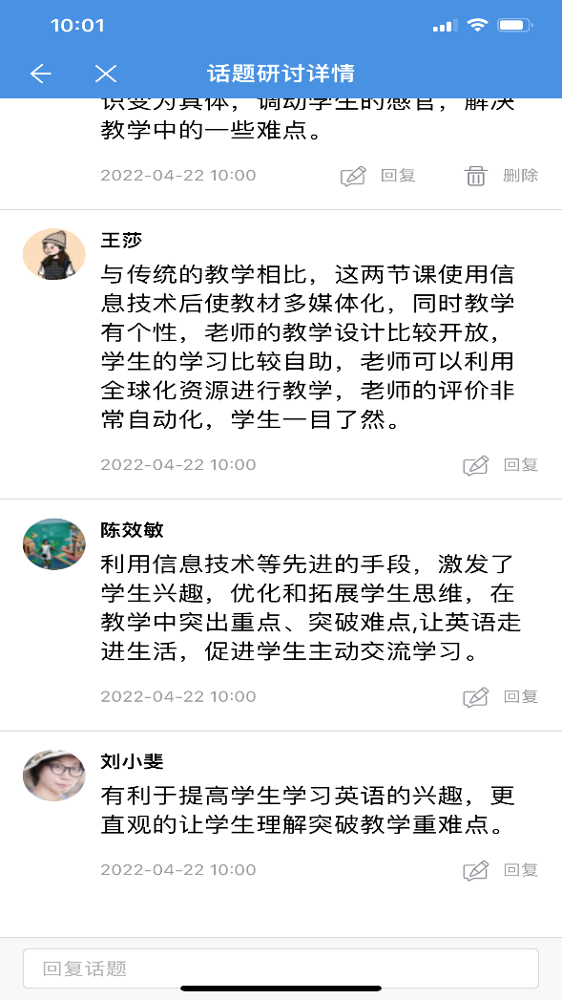 10:01
话题研讨详情
识变为具体，调动学生的感官，解决
教学中的一些难点。
2022-04-22 10:00 回复 删除
王莎
与传统的教学相比，这两节课使用信
息技术后使教材多媒体化，同时教学
有个性，老师的教学设计比较开放，
学生的学习比较自助，老师可以利用
全球化资源进行教学，老师的评价非
常自动化，学生一目了然。
2022-04-22 10:00 回复
陈效敏
利用信息技术等先进的手段，激发了
学生兴趣，优化和拓展学生思维，在
教学中突出重点、突破难点,让英语走
进生活，促进学生主动交流学习。
2022-04-22 10:00 回复
刘小斐
有利于提高学生学习英语的兴趣，更
直观的让学生理解突破教学重难点。
2022-04-22 10:00 回复
回复话题